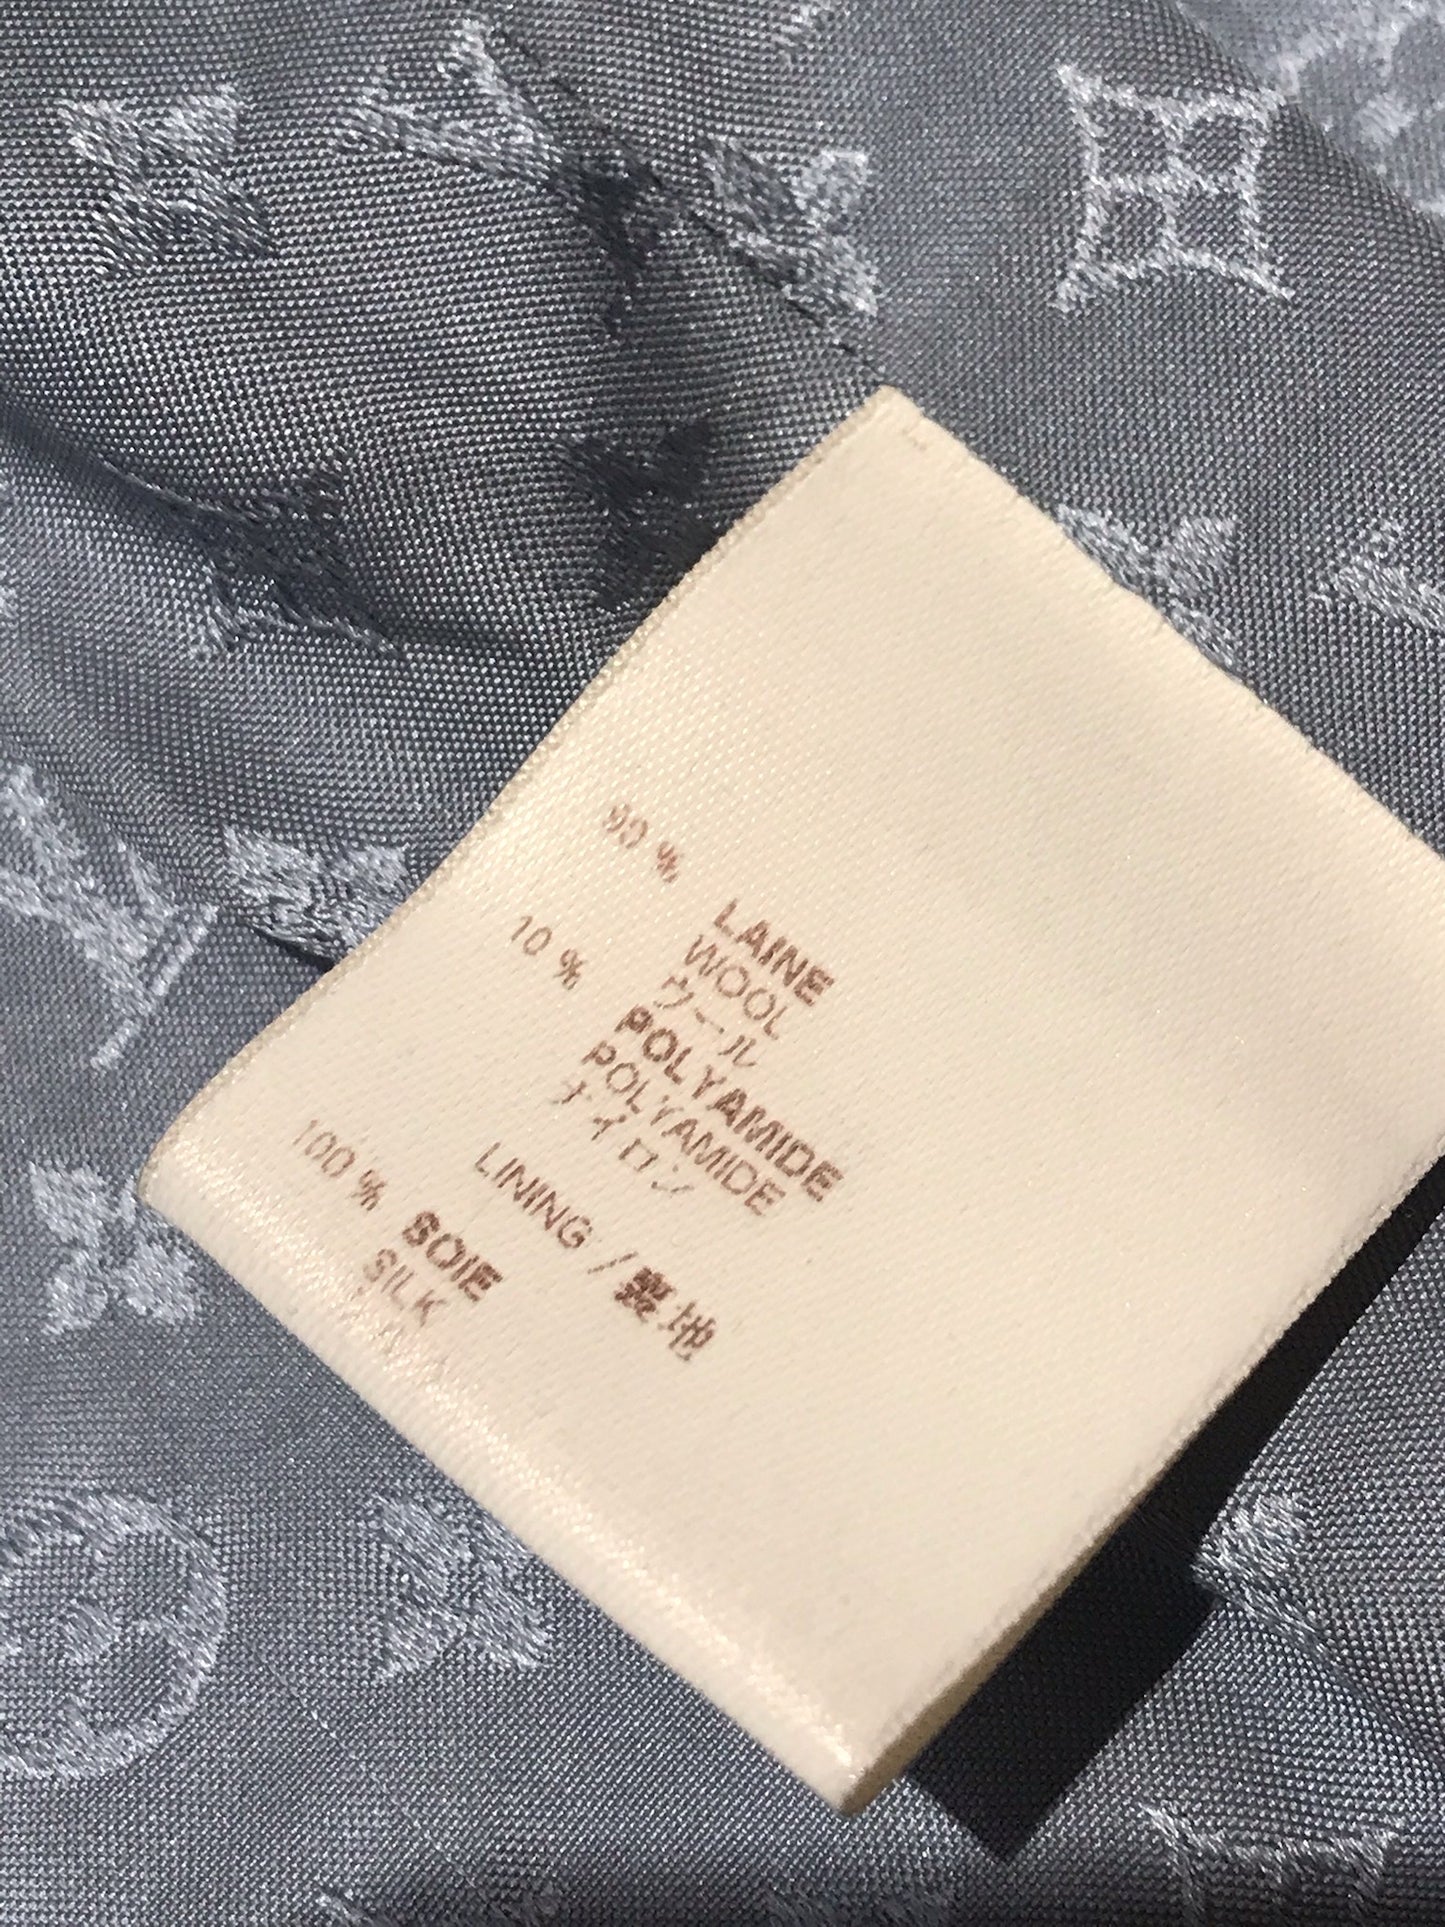 90 % LAINE
WOOL
ウール
10 % POLYAMIDE
POLYAMIDE
ナイロン
LINING / 裏地
100 % SOIE
SILK